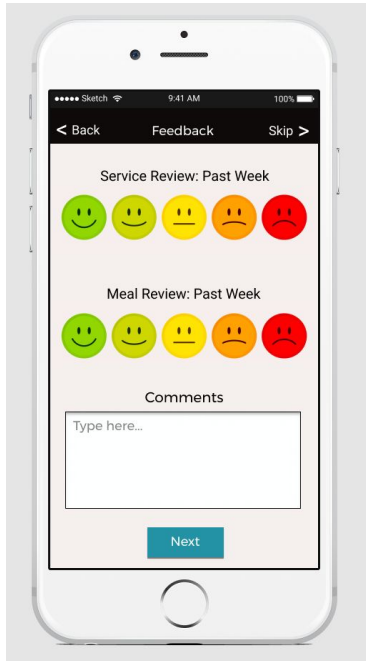 Sketch 9:41 AM 100%
< Back Feedback Skip >
Service Review: Past Week
Meal Review: Past Week
Comments
Type here...
Next